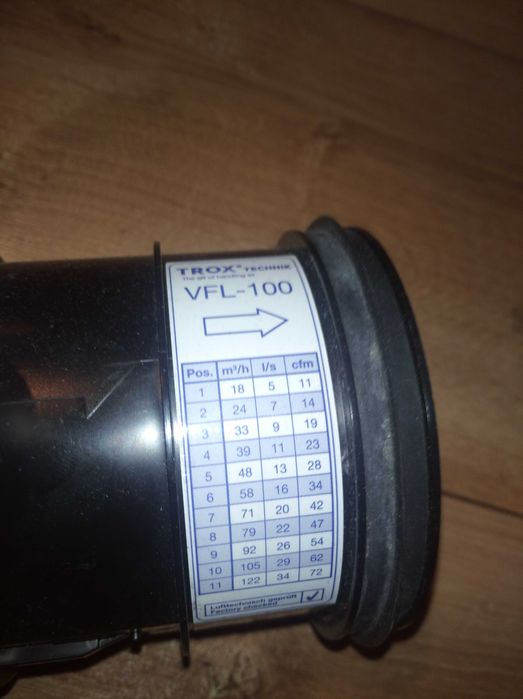 TROX® TECHNIK
The art of handling air
VFL-100
Pos. m³/h l/s cfm
1 18 5 11
2 24 7 14
3 33 9 19
4 39 11 23
5 48 13 28
6 58 16 34
7 71 20 42
8 79 22 47
9 92 26 54
10 105 29 62
11 122 34 72
Lufttechnisch geprüft
Factory checked